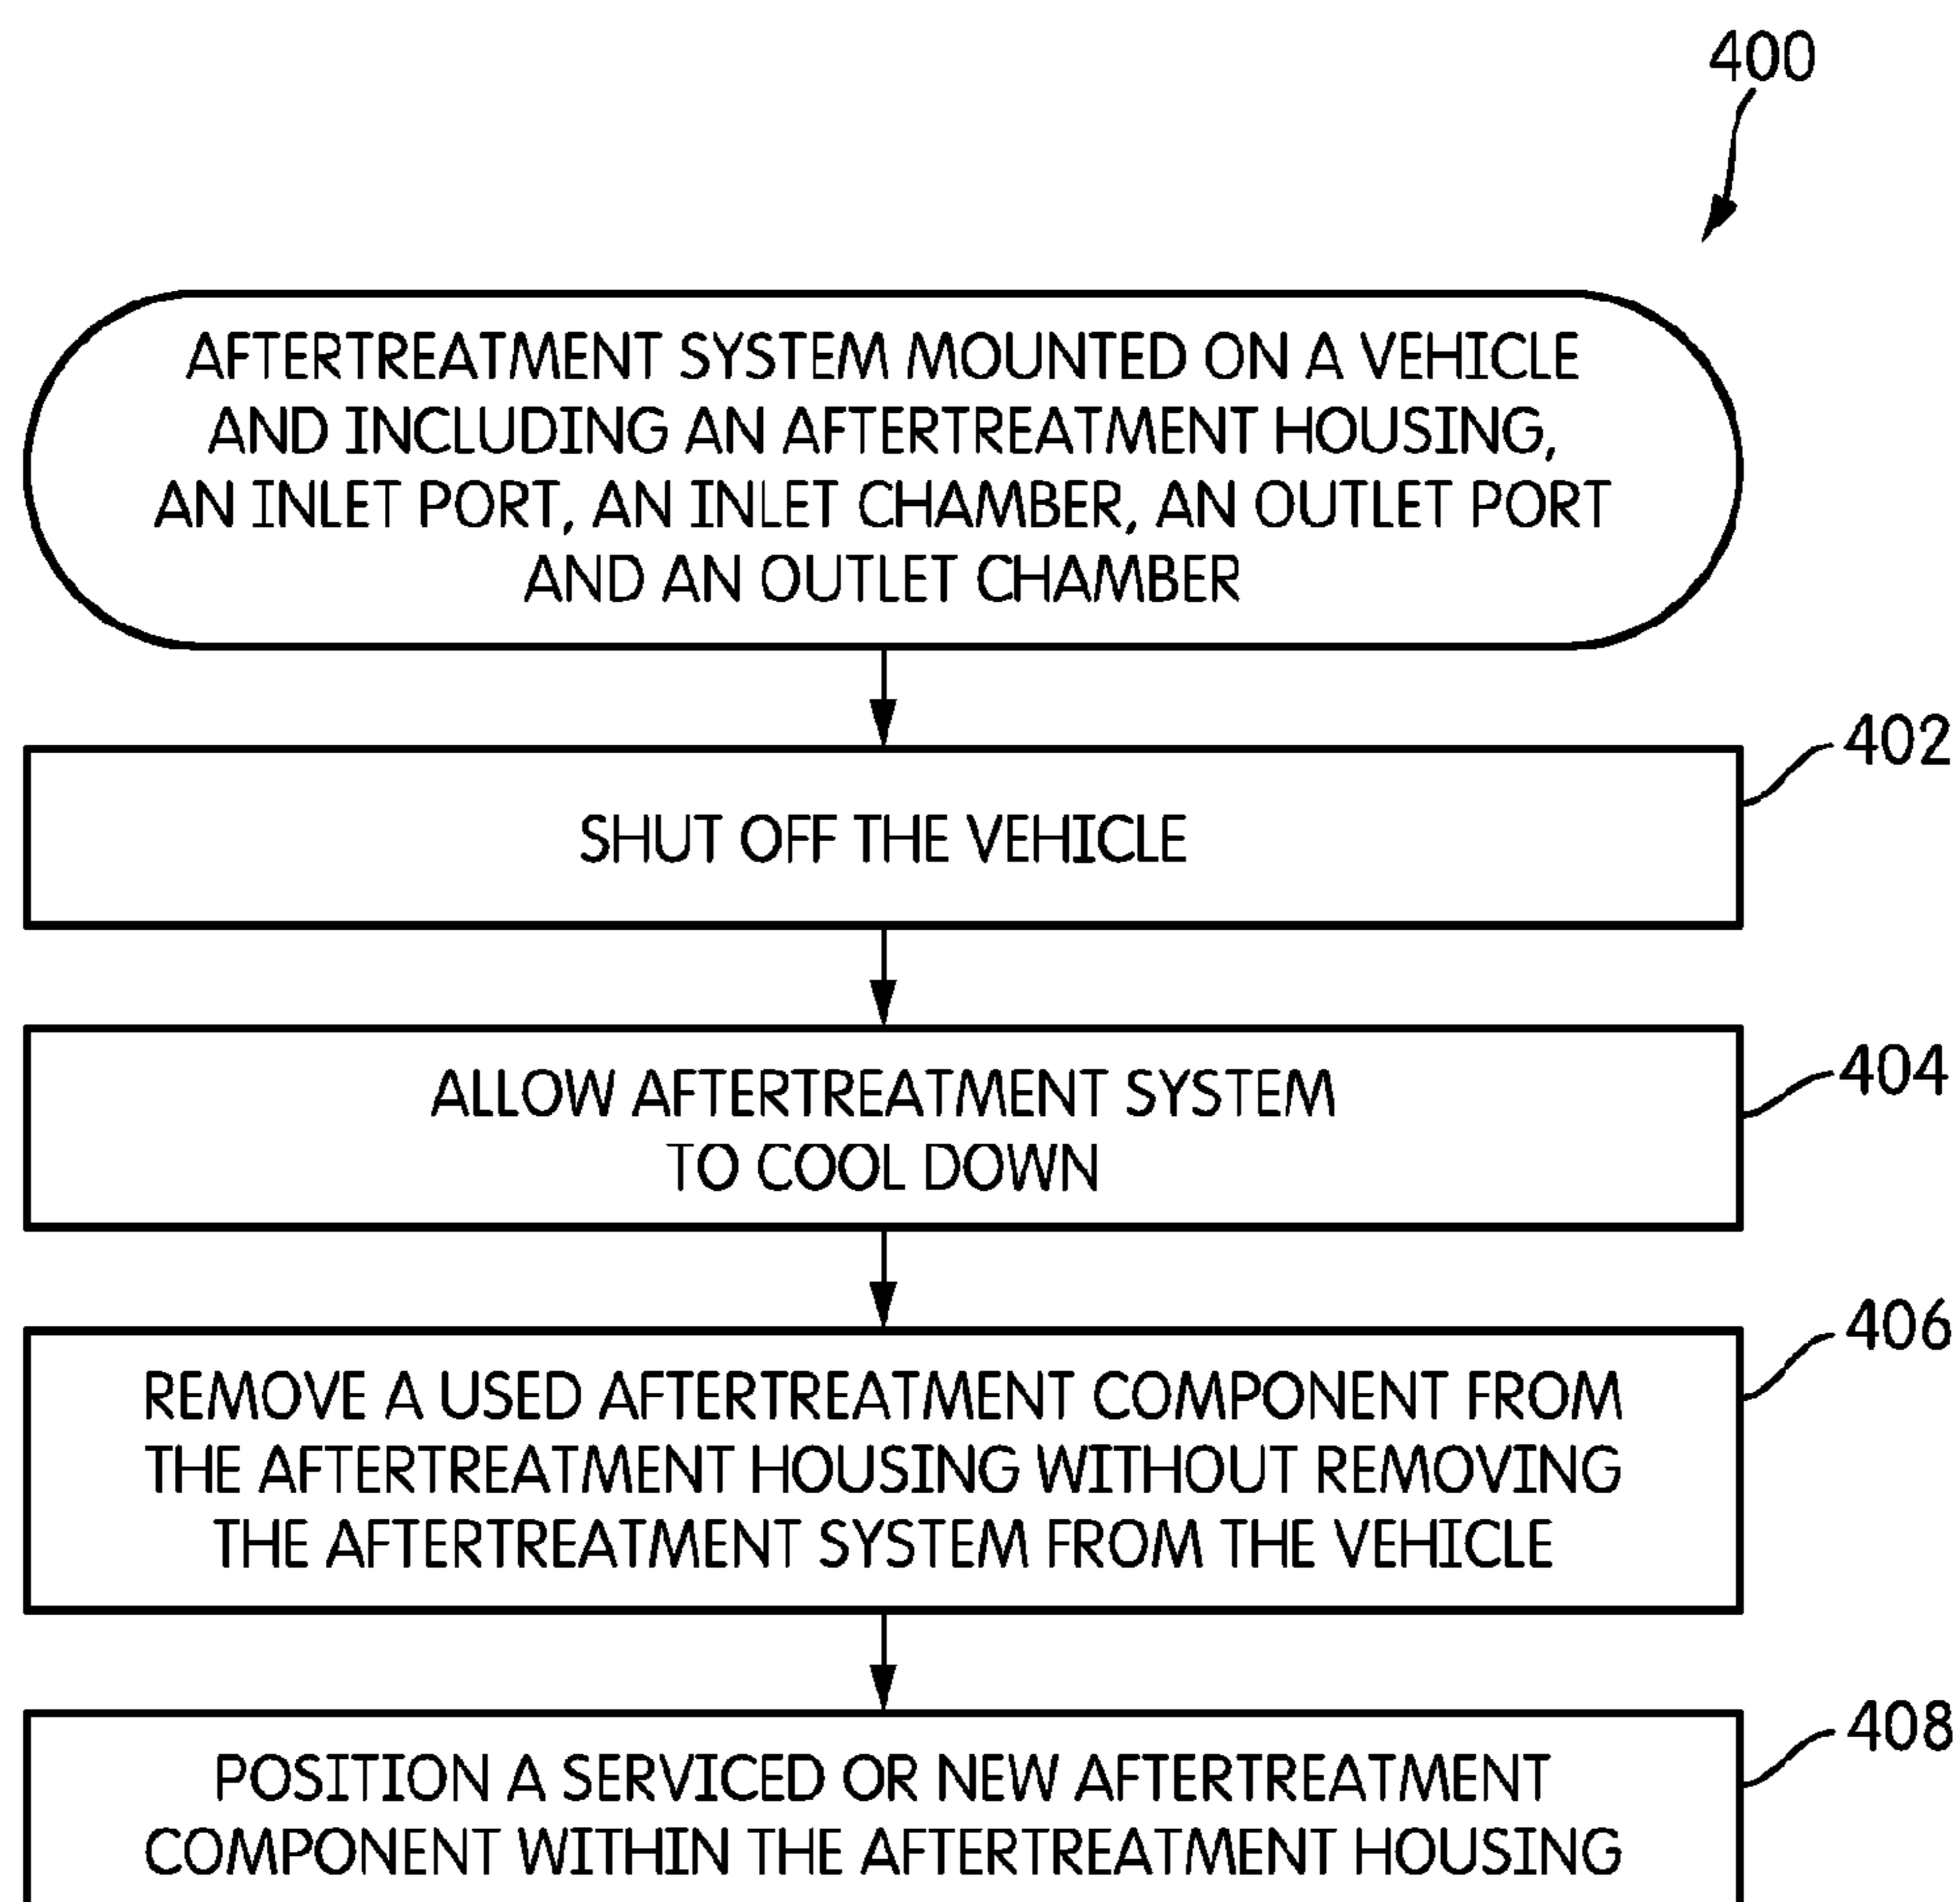 400
AFTERTREATMENT SYSTEM MOUNTED ON A VEHICLE
AND INCLUDING AN AFTERTREATMENT HOUSING,
AN INLET PORT, AN INLET CHAMBER, AN OUTLET PORT
AND AN OUTLET CHAMBER
402
SHUT OFF THE VEHICLE
404
ALLOW AFTERTREATMENT SYSTEM
TO COOL DOWN
406
REMOVE A USED AFTERTREATMENT COMPONENT FROM
THE AFTERTREATMENT HOUSING WITHOUT REMOVING
THE AFTERTREATMENT SYSTEM FROM THE VEHICLE
408
POSITION A SERVICED OR NEW AFTERTREATMENT
COMPONENT WITHIN THE AFTERTREATMENT HOUSING